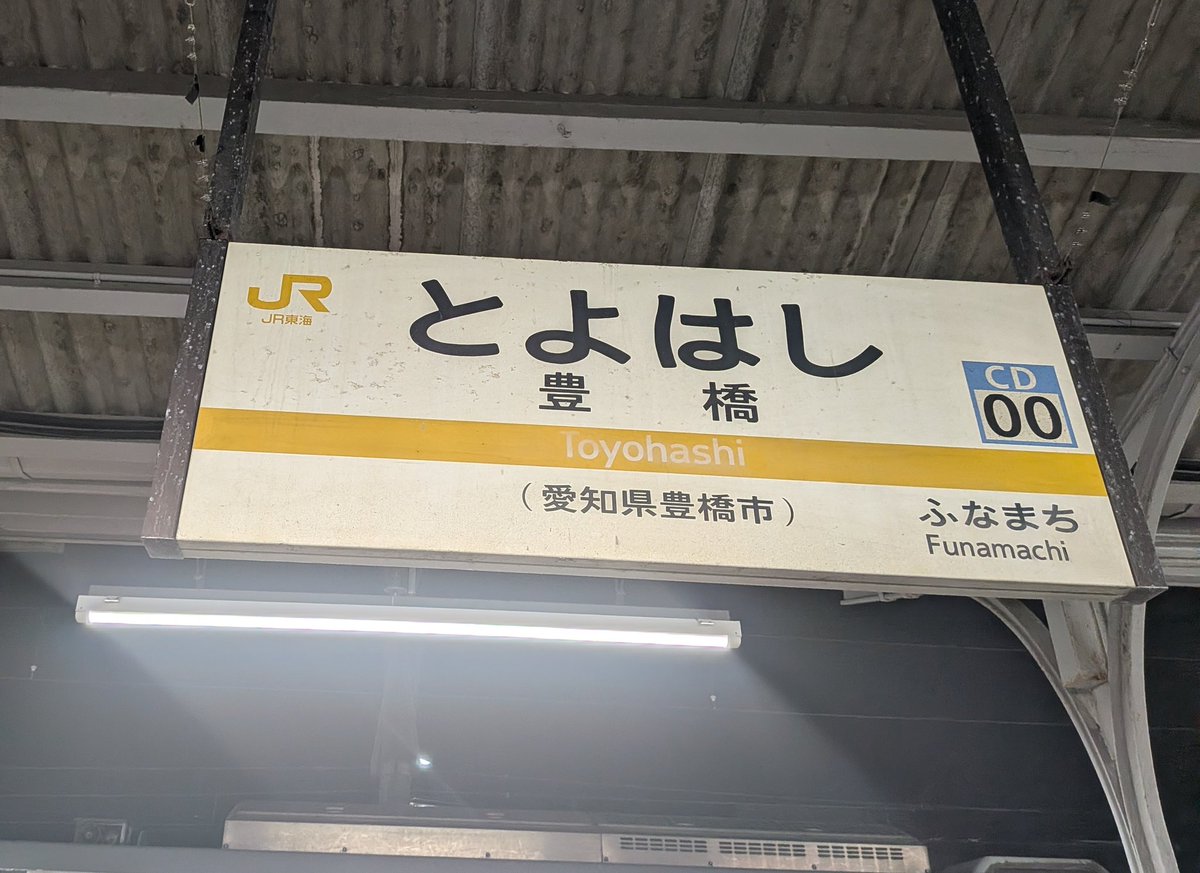 JR
JR東海
とよはし
豊橋
CD
00
Toyohashi
(愛知県豊橋市)
ふなまち
Funamachi